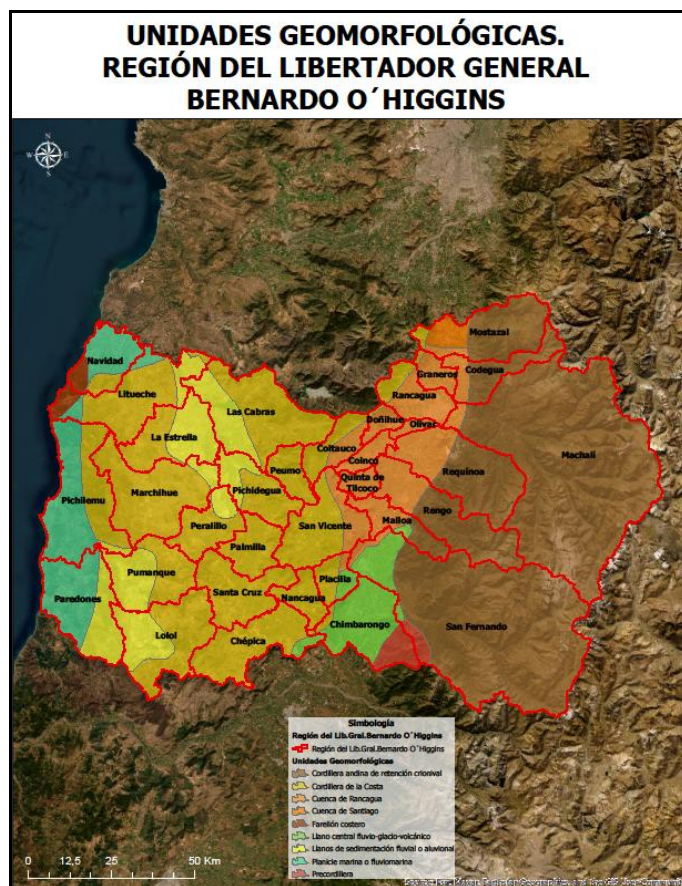 UNIDADES GEOMORFOLÓGICAS.
REGIÓN DEL LIBERTADOR GENERAL
BERNARDO O´HIGGINS
N
W E
S
Mostazal
Navidad
Codegua
Graneros
Litueche
Rancagua
Las Cabras
Machalí
Doñihue
Olivar
La Estrella
Coltauco
Coinco
Requinoa
Peumo
Pichidegua
Quinta de
Tilcoco
Marchihue
Pichilemu
Rengo
Malloa
Peralillo
San Vicente
Palmilla
Pumanque
Placilla
Paredones
Santa Cruz
Nancagua
Chimbarongo
San Fernando
Lolol
Chépica
Simbología
Región del Lib.Gral.Bernardo O´Higgins
Región del Lib.Gral.Bernardo O´Higgins
Unidades Geomorfológicas
Cordillera andina de retención crionival
Cordillera de la Costa
Cuenca de Rancagua
Cuenca de Santiago
Farellón costero
Llano central fluvio-glacio-volcánico
Llanos de sedimentación fluvial o aluvional
Planicie marina o fluviomarina
Precordillera
0 12,5 25 50 Km